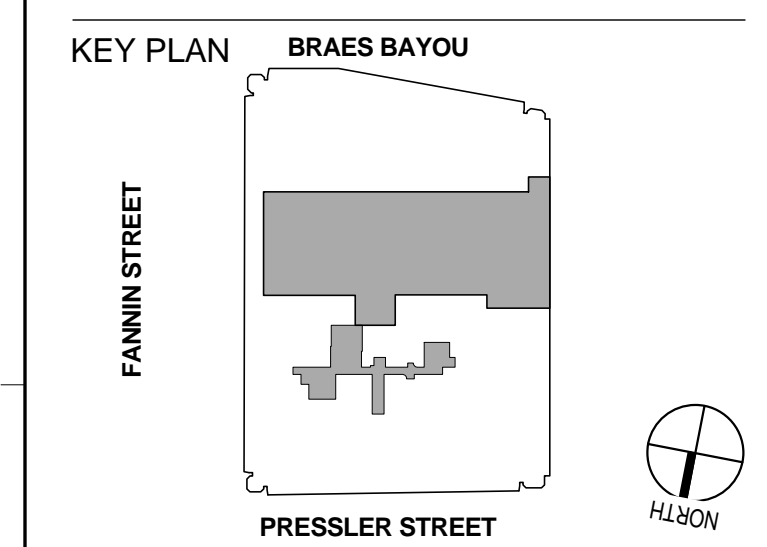 KEY PLAN
BRAES BAYOU
FANNIN STREET
NORTH
PRESSLER STREET